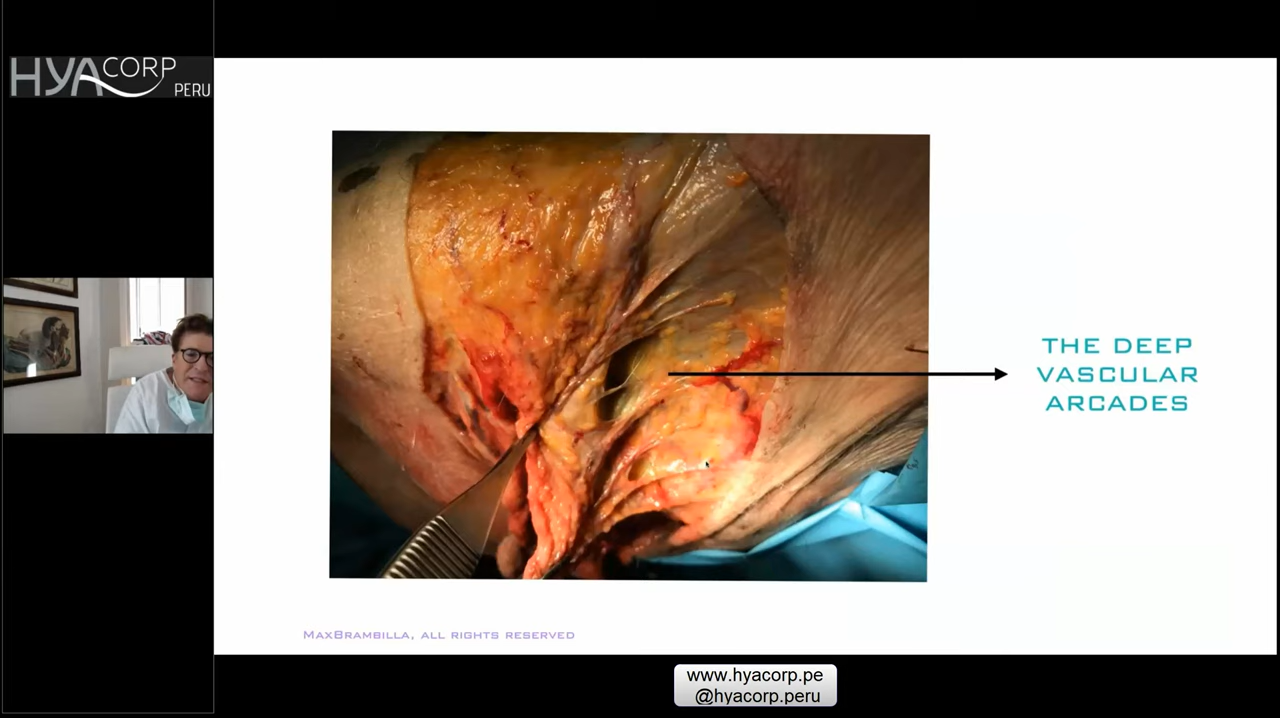 HYACORP
PERU
THE DEEP
VASCULAR
ARCADES
MAXBRAMBILLA, ALL RIGHTS RESERVED
www.hyacorp.pe
@hyacorp.peru